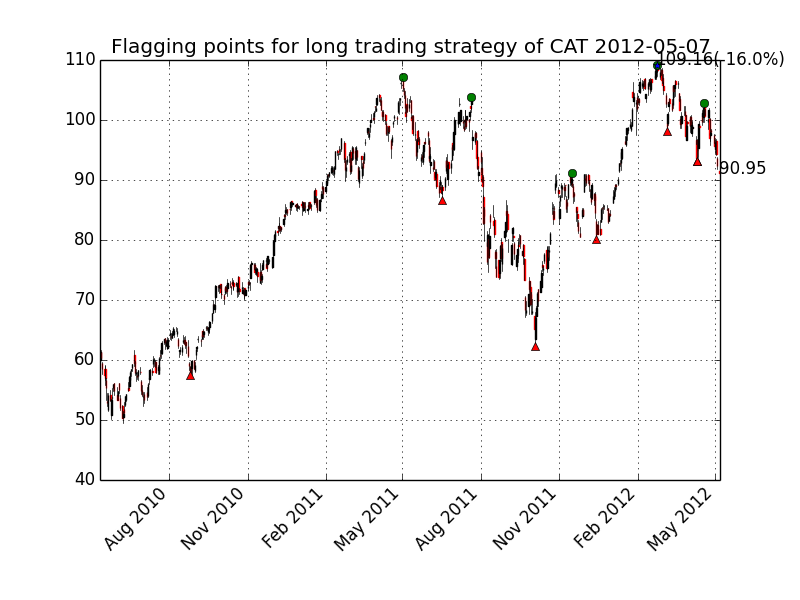 Flagging points for long trading strategy of CAT 2012-05-07
109.16(-16.0%)
110
100
90
90.95
80
70
60
50
40
Aug 2010
Nov 2010
Feb 2011
May 2011
Aug 2011
Nov 2011
Feb 2012
May 2012